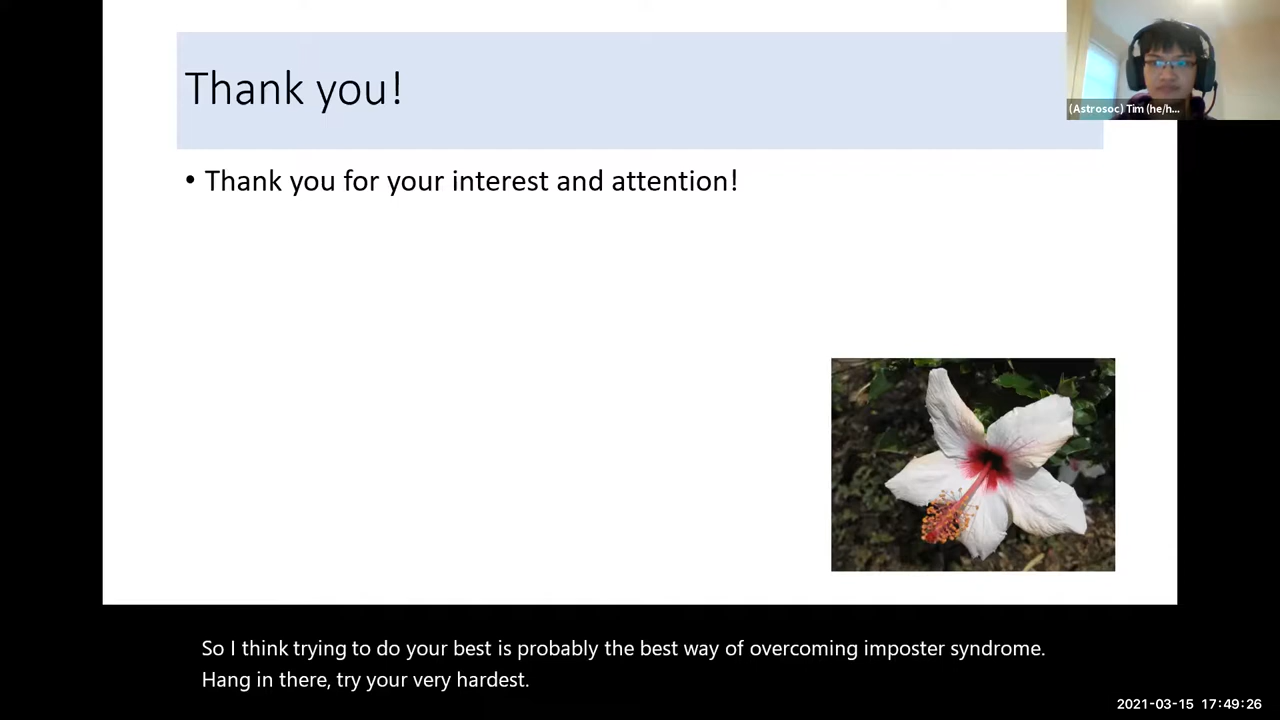 Thank you!
(Astrosoc) Tim (he/h...
• Thank you for your interest and attention!
So I think trying to do your best is probably the best way of overcoming imposter syndrome.
Hang in there, try your very hardest.
2021-03-15 17:49:26